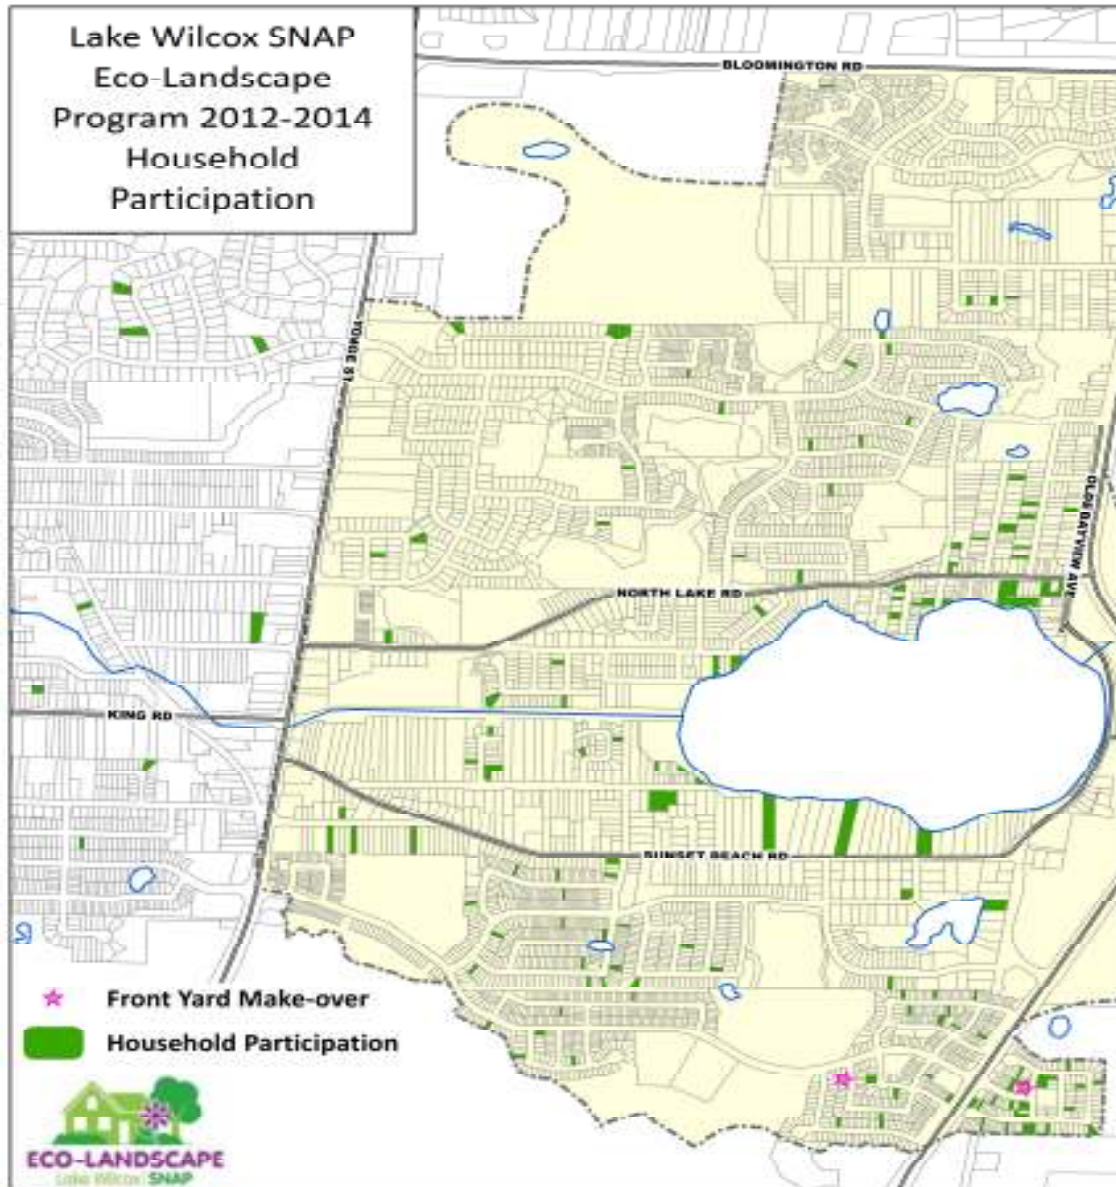 Lake Wilcox SNAP
Eco-Landscape
Program 2012-2014
Household
Participation
BLOOMINGTON RD
YONGE ST
OLDE BAYVIEW AVE
NORTH LAKE RD
KING RD
SUNSET BEACH RD
Front Yard Make-over
Household Participation
ECO-LANDSCAPE
Lake Wilcox SNAP